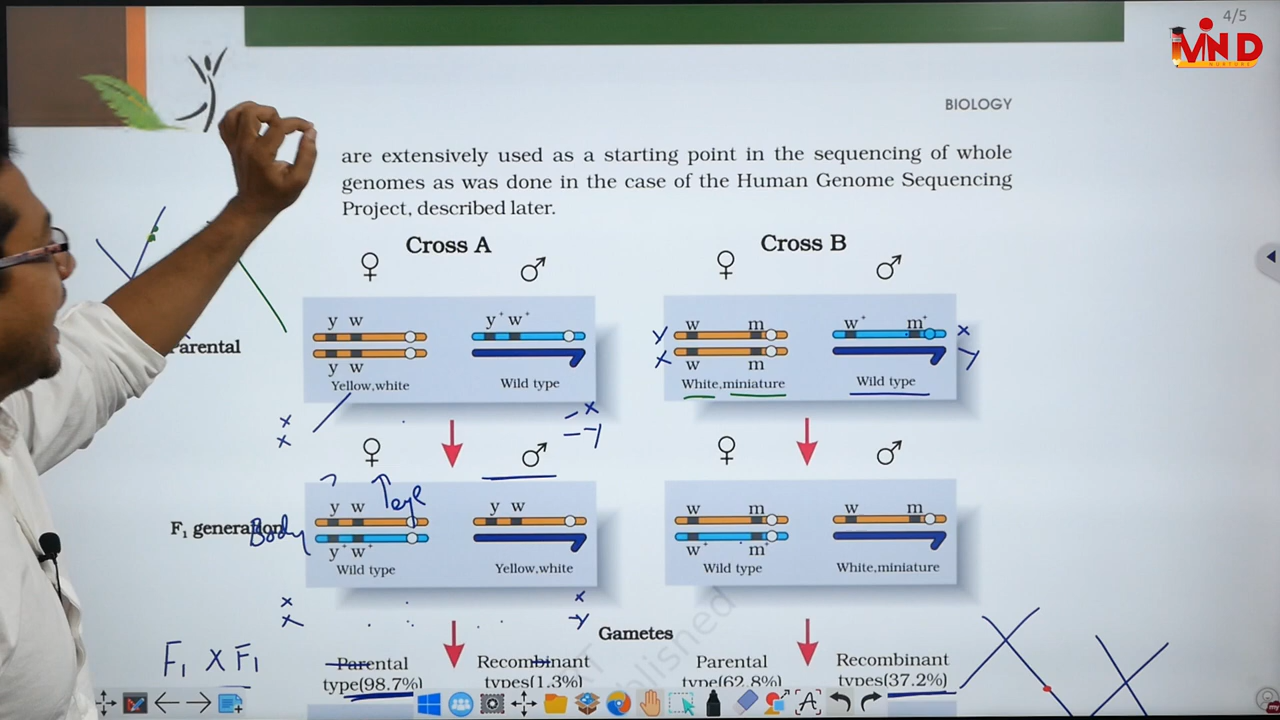 4/5
MIND
BIOLOGY
are extensively used as a starting point in the sequencing of whole
genomes as was done in the case of the Human Genome Sequencing
Project, described later.
Cross A
Cross B
♀ ♂
♀ ♂
Parental
y w
y w
Yellow,white
y⁺ w⁺
Wild type
w m
w m
White,miniature
w⁺ m⁺
Wild type
y
x
x
y
x
x
x
y
♀ ♂
♀ ♂
F₁ generation
Body
eye
y w
y⁺ w⁺
Wild type
y w
Yellow,white
w m
w⁺ m⁺
Wild type
w m
White,miniature
x
x
x
y
Gametes
F₁ × F₁
Parental
type(98.7%)
Recombinant
types(1.3%)
Parental
type(62.8%)
Recombinant
types(37.2%)